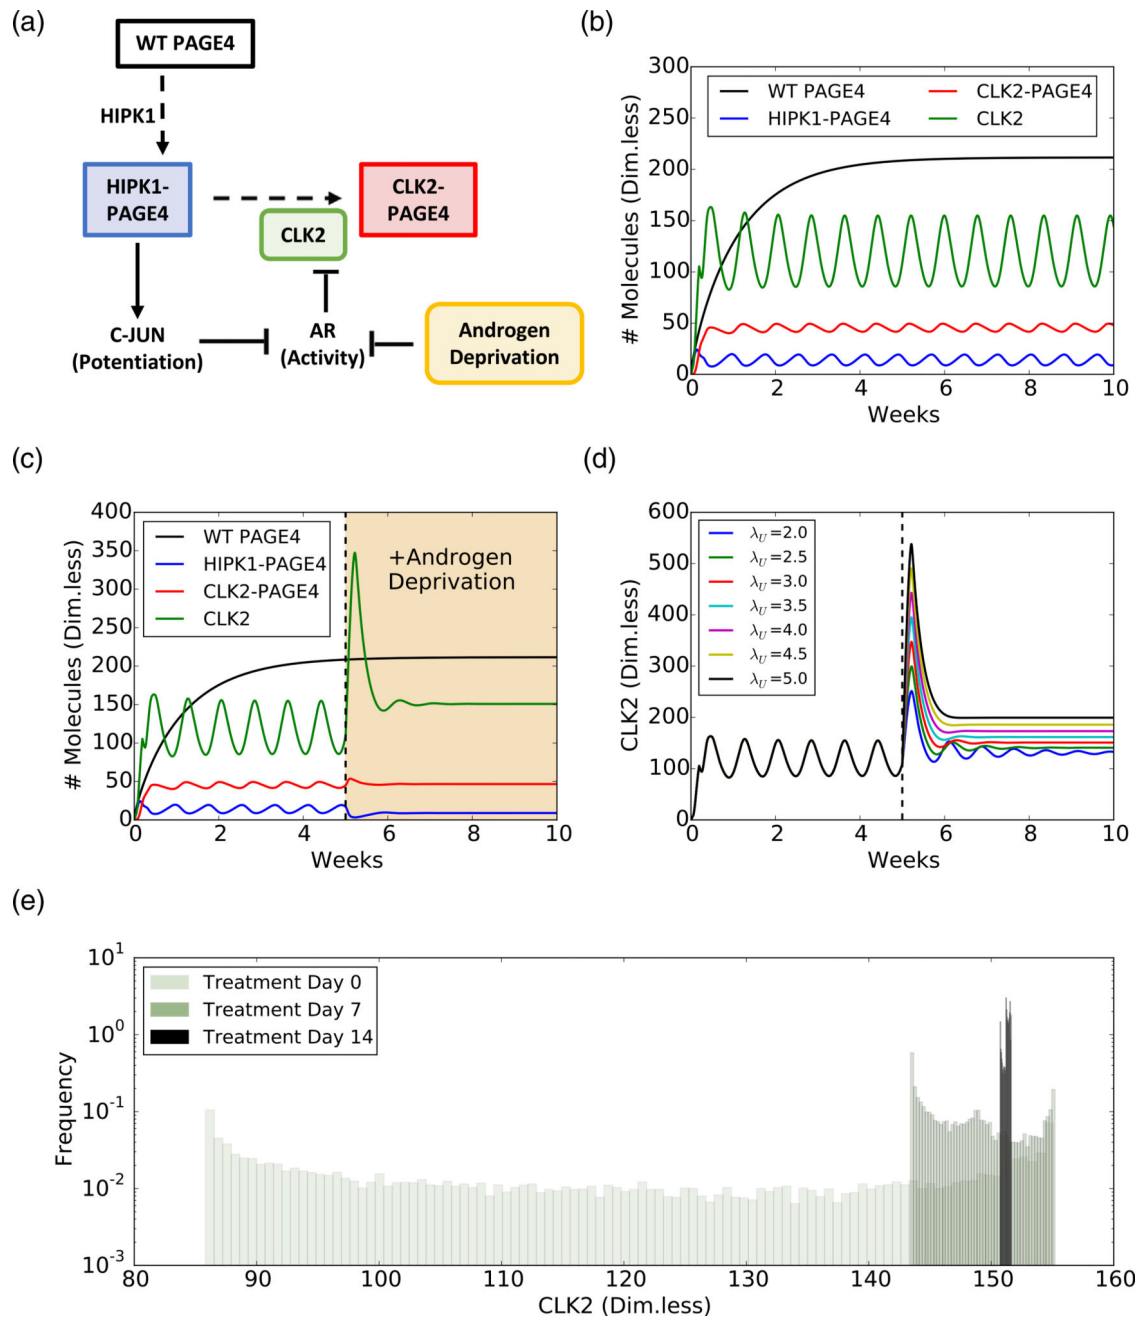 (a)
WT PAGE4
HIPK1
HIPK1-
PAGE4
CLK2-
PAGE4
CLK2
C-JUN
(Potentiation)
AR
(Activity)
Androgen
Deprivation
(b)
300
250
200
150
100
50
0
# Molecules (Dim.less)
WT PAGE4
HIPK1-PAGE4
CLK2-PAGE4
CLK2
0 2 4 6 8 10
Weeks
(c)
400
350
300
250
200
150
100
50
0
# Molecules (Dim.less)
WT PAGE4
HIPK1-PAGE4
CLK2-PAGE4
CLK2
+Androgen
Deprivation
0 2 4 6 8 10
Weeks
(d)
600
500
400
300
200
100
0
CLK2 (Dim.less)
λU=2.0
λU=2.5
λU=3.0
λU=3.5
λU=4.0
λU=4.5
λU=5.0
0 2 4 6 8 10
Weeks
(e)
10^1
10^0
10^-1
10^-2
10^-3
Frequency
Treatment Day 0
Treatment Day 7
Treatment Day 14
80 90 100 110 120 130 140 150 160
CLK2 (Dim.less)